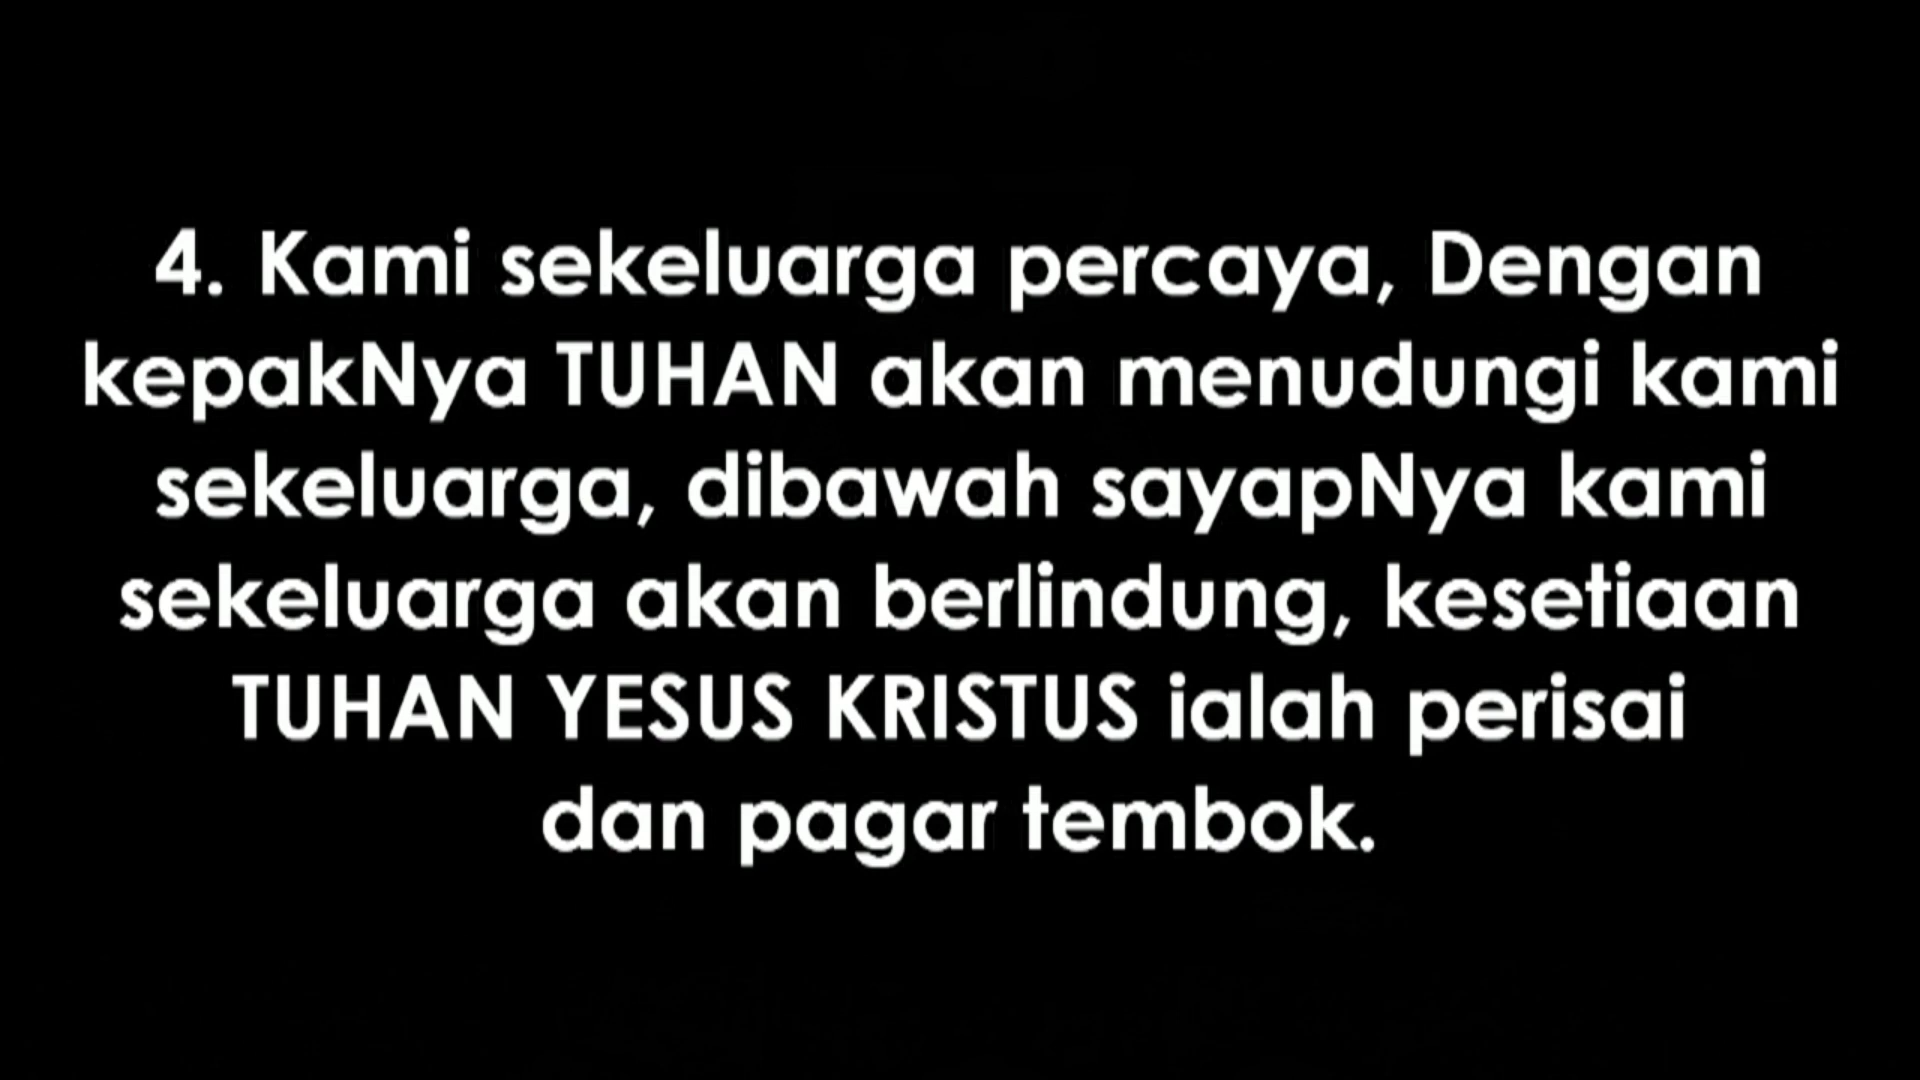 4. Kami sekeluarga percaya, Dengan
kepakNya TUHAN akan menudungi kami
sekeluarga, dibawah sayapNya kami
sekeluarga akan berlindung, kesetiaan
TUHAN YESUS KRISTUS ialah perisai
dan pagar tembok.